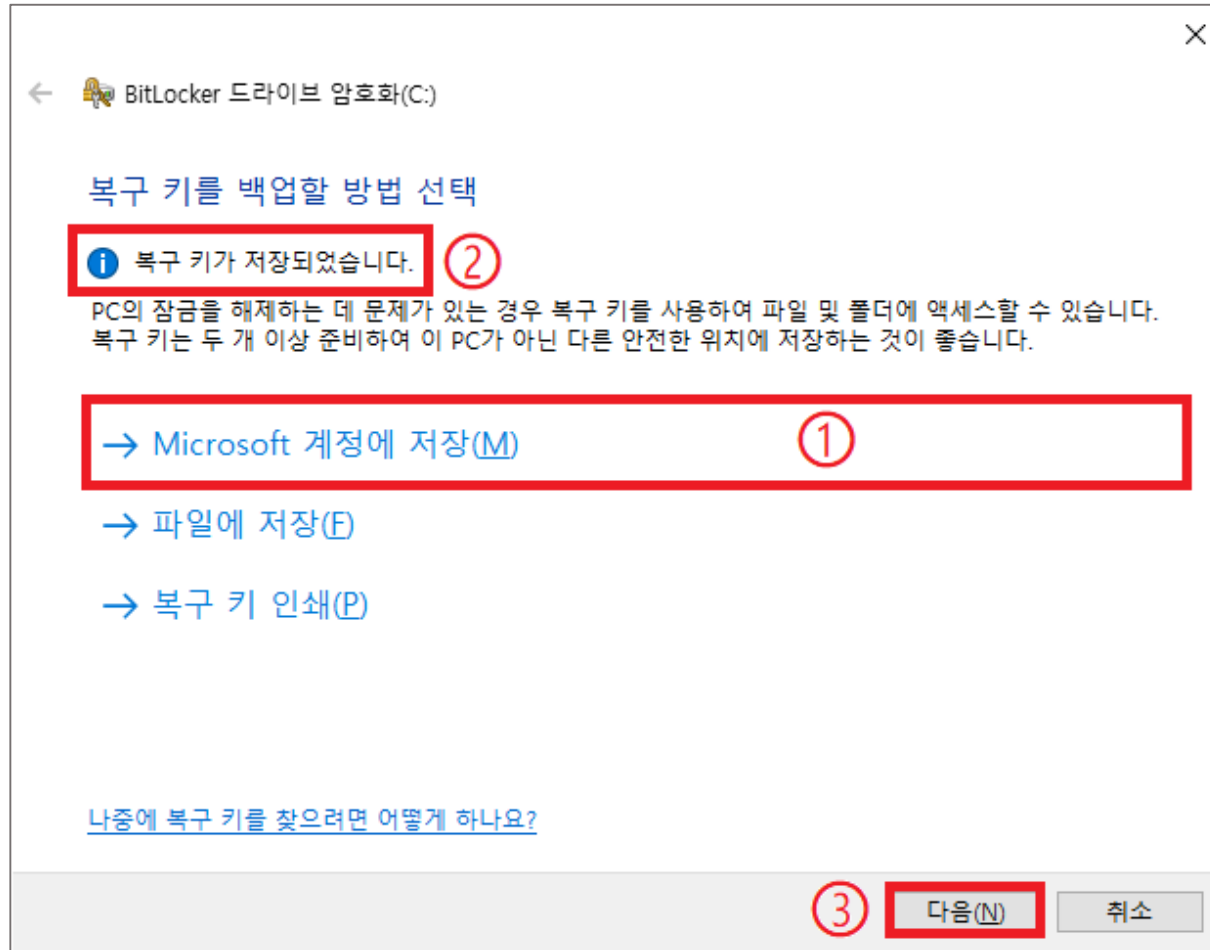 BitLocker 드라이브 암호화(C:)
복구 키를 백업할 방법 선택
복구 키가 저장되었습니다. ②
PC의 잠금을 해제하는 데 문제가 있는 경우 복구 키를 사용하여 파일 및 폴더에 액세스할 수 있습니다.
복구 키는 두 개 이상 준비하여 이 PC가 아닌 다른 안전한 위치에 저장하는 것이 좋습니다.
→ Microsoft 계정에 저장(M) ①
→ 파일에 저장(F)
→ 복구 키 인쇄(P)
나중에 복구 키를 찾으려면 어떻게 하나요?
③ 다음(N) 취소